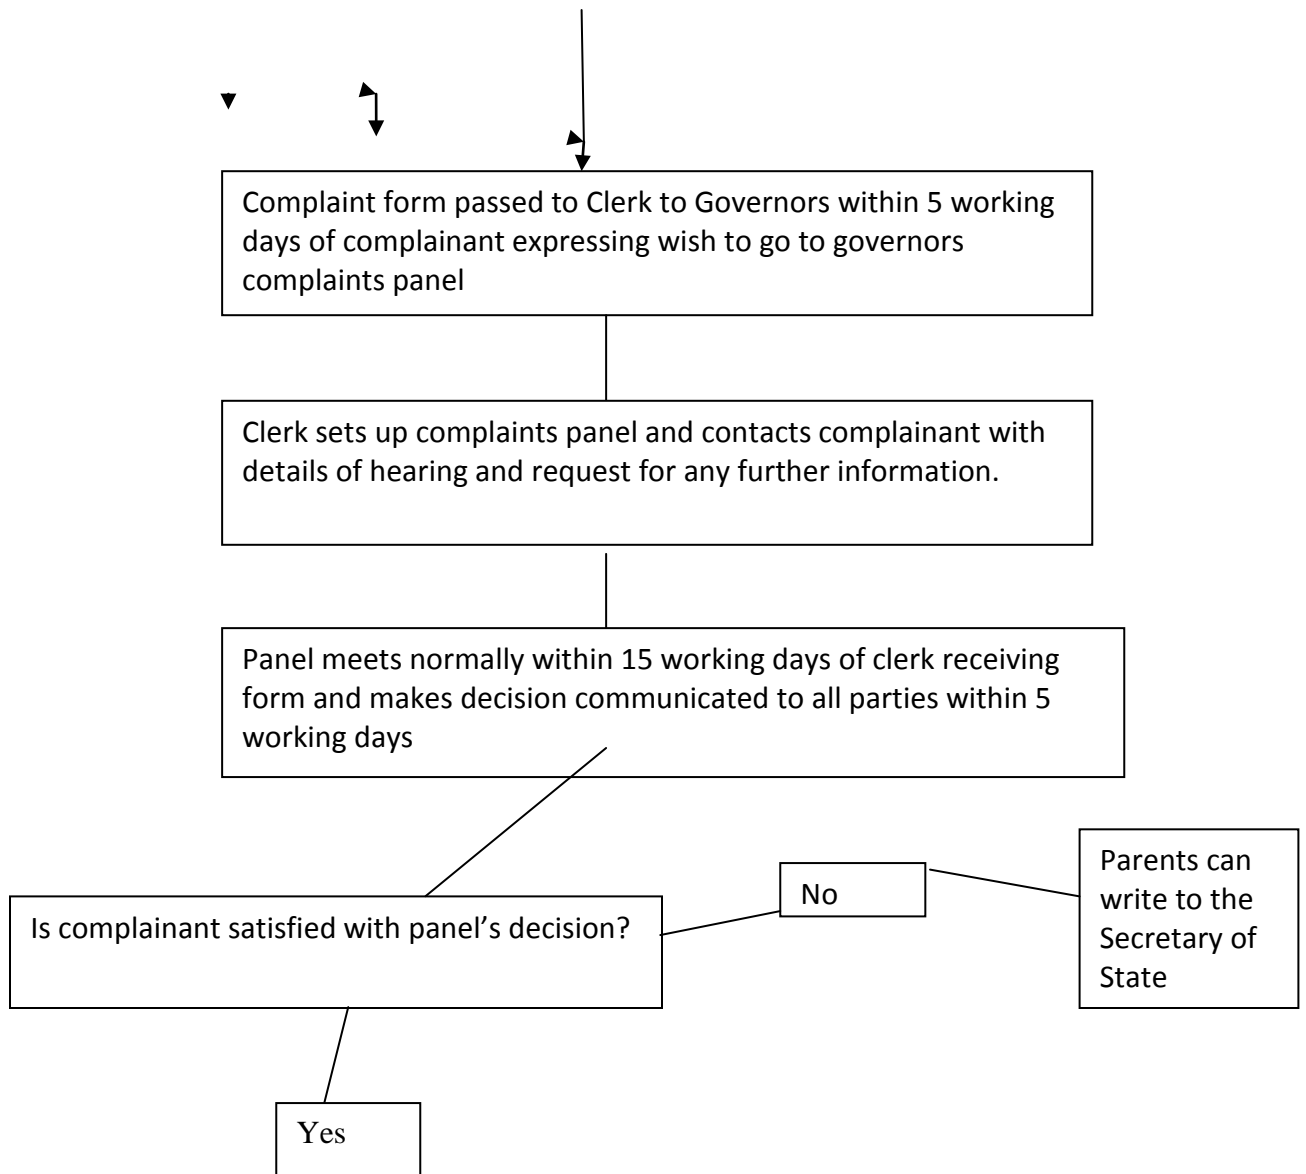 Complaint form passed to Clerk to Governors within 5 working
days of complainant expressing wish to go to governors
complaints panel
Clerk sets up complaints panel and contacts complainant with
details of hearing and request for any further information.
Panel meets normally within 15 working days of clerk receiving
form and makes decision communicated to all parties within 5
working days
Is complainant satisfied with panel’s decision?
No
Parents can
write to the
Secretary of
State
Yes